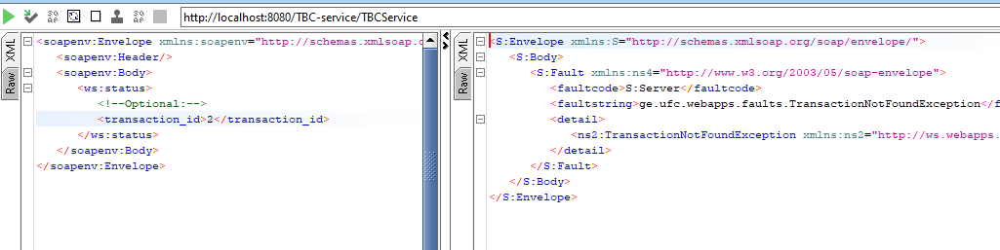 http://localhost:8080/TBC-service/TBCService
XML
Raw
<soapenv:Envelope xmlns:soapenv="http://schemas.xmlsoap.
<soapenv:Header/>
<soapenv:Body>
<ws:status>
<!--Optional:-->
<transaction_id>2</transaction_id>
</ws:status>
</soapenv:Body>
</soapenv:Envelope>
XML
Raw
<S:Envelope xmlns:S="http://schemas.xmlsoap.org/soap/envelope/">
<S:Body>
<S:Fault xmlns:ns4="http://www.w3.org/2003/05/soap-envelope">
<faultcode>S:Server</faultcode>
<faultstring>ge.ufc.webapps.faults.TransactionNotFoundException</f
<detail>
<ns2:TransactionNotFoundException xmlns:ns2="http://ws.webapps.
</detail>
</S:Fault>
</S:Body>
</S:Envelope>